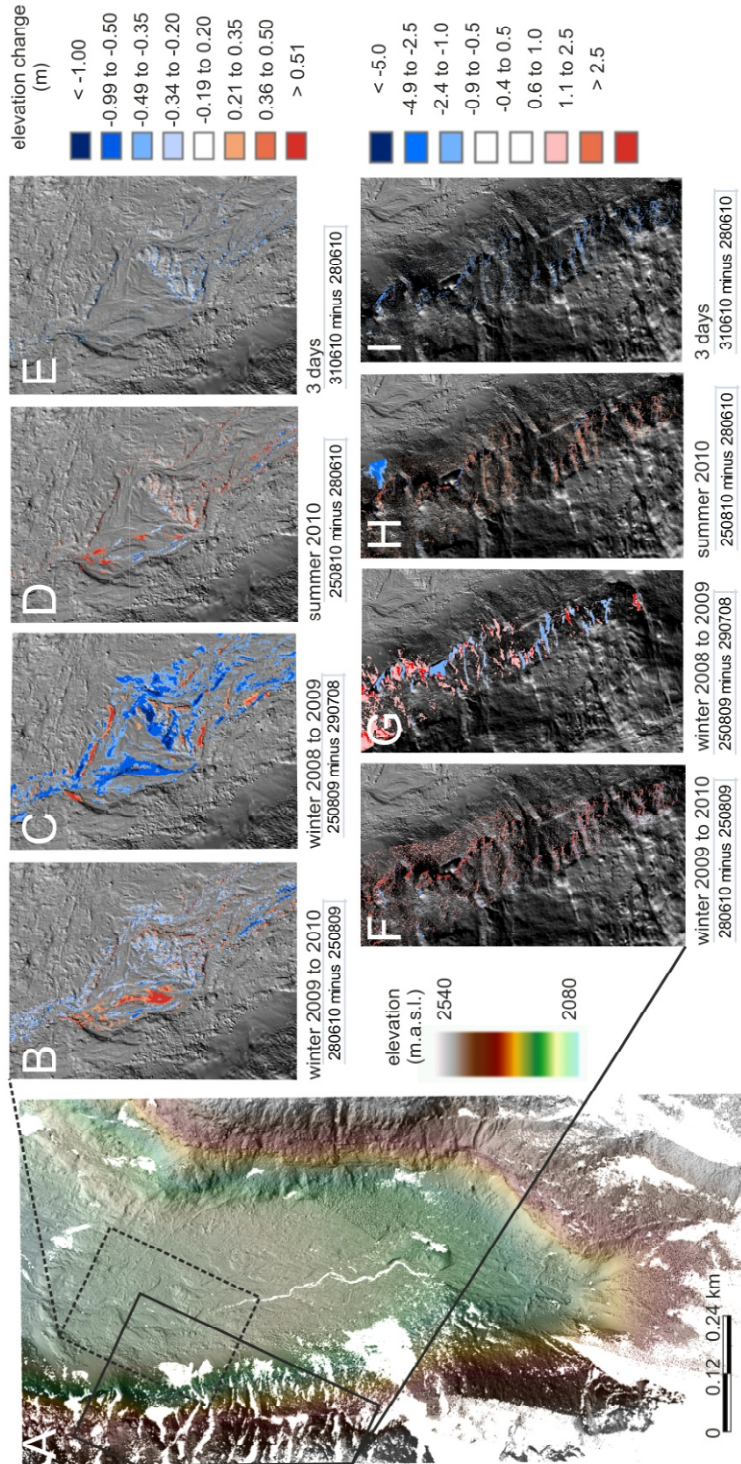 A
0 0.12 0.24 km
elevation
(m.a.s.l.)
2540
2080
B
winter 2009 to 2010
280610 minus 250809
C
winter 2008 to 2009
250809 minus 290708
D
summer 2010
250810 minus 280610
E
3 days
310610 minus 280610
elevation change
(m)
< -1.00
-0.99 to -0.50
-0.49 to -0.35
-0.34 to -0.20
-0.19 to 0.20
0.21 to 0.35
0.36 to 0.50
> 0.51
F
winter 2009 to 2010
280610 minus 250809
G
winter 2008 to 2009
250809 minus 290708
H
summer 2010
250810 minus 280610
I
3 days
310610 minus 280610
< -5.0
-4.9 to -2.5
-2.4 to -1.0
-0.9 to -0.5
-0.4 to 0.5
0.6 to 1.0
1.1 to 2.5
> 2.5